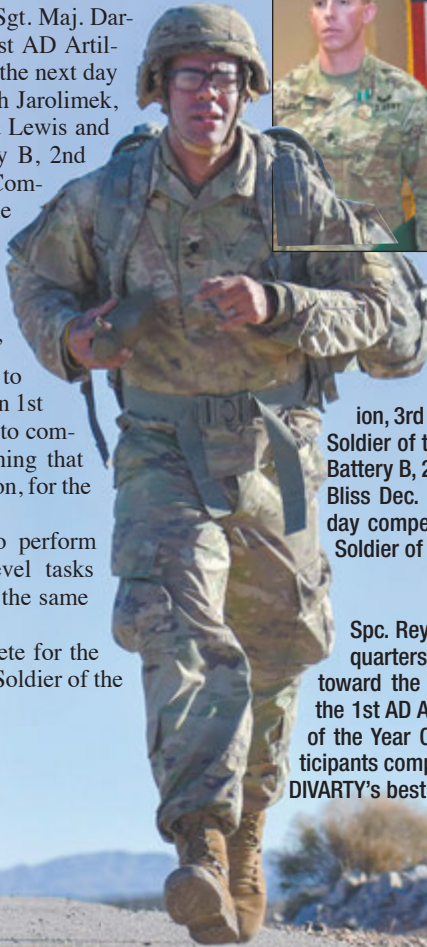 Sgt. Maj. Dar-
st AD Artil-
the next day
h Jarolimek,
Lewis and
y B, 2nd
Com-
e
,
to
n 1st
to com-
ning that
on, for the
o perform
evel tasks
the same
ete for the
Soldier of the
ion, 3rd
Soldier of t
Battery B, 2
Bliss Dec.
day compe
Soldier of
Spc. Rey
quarters
toward the
the 1st AD A
of the Year C
ticipants comp
DIVARTY's best